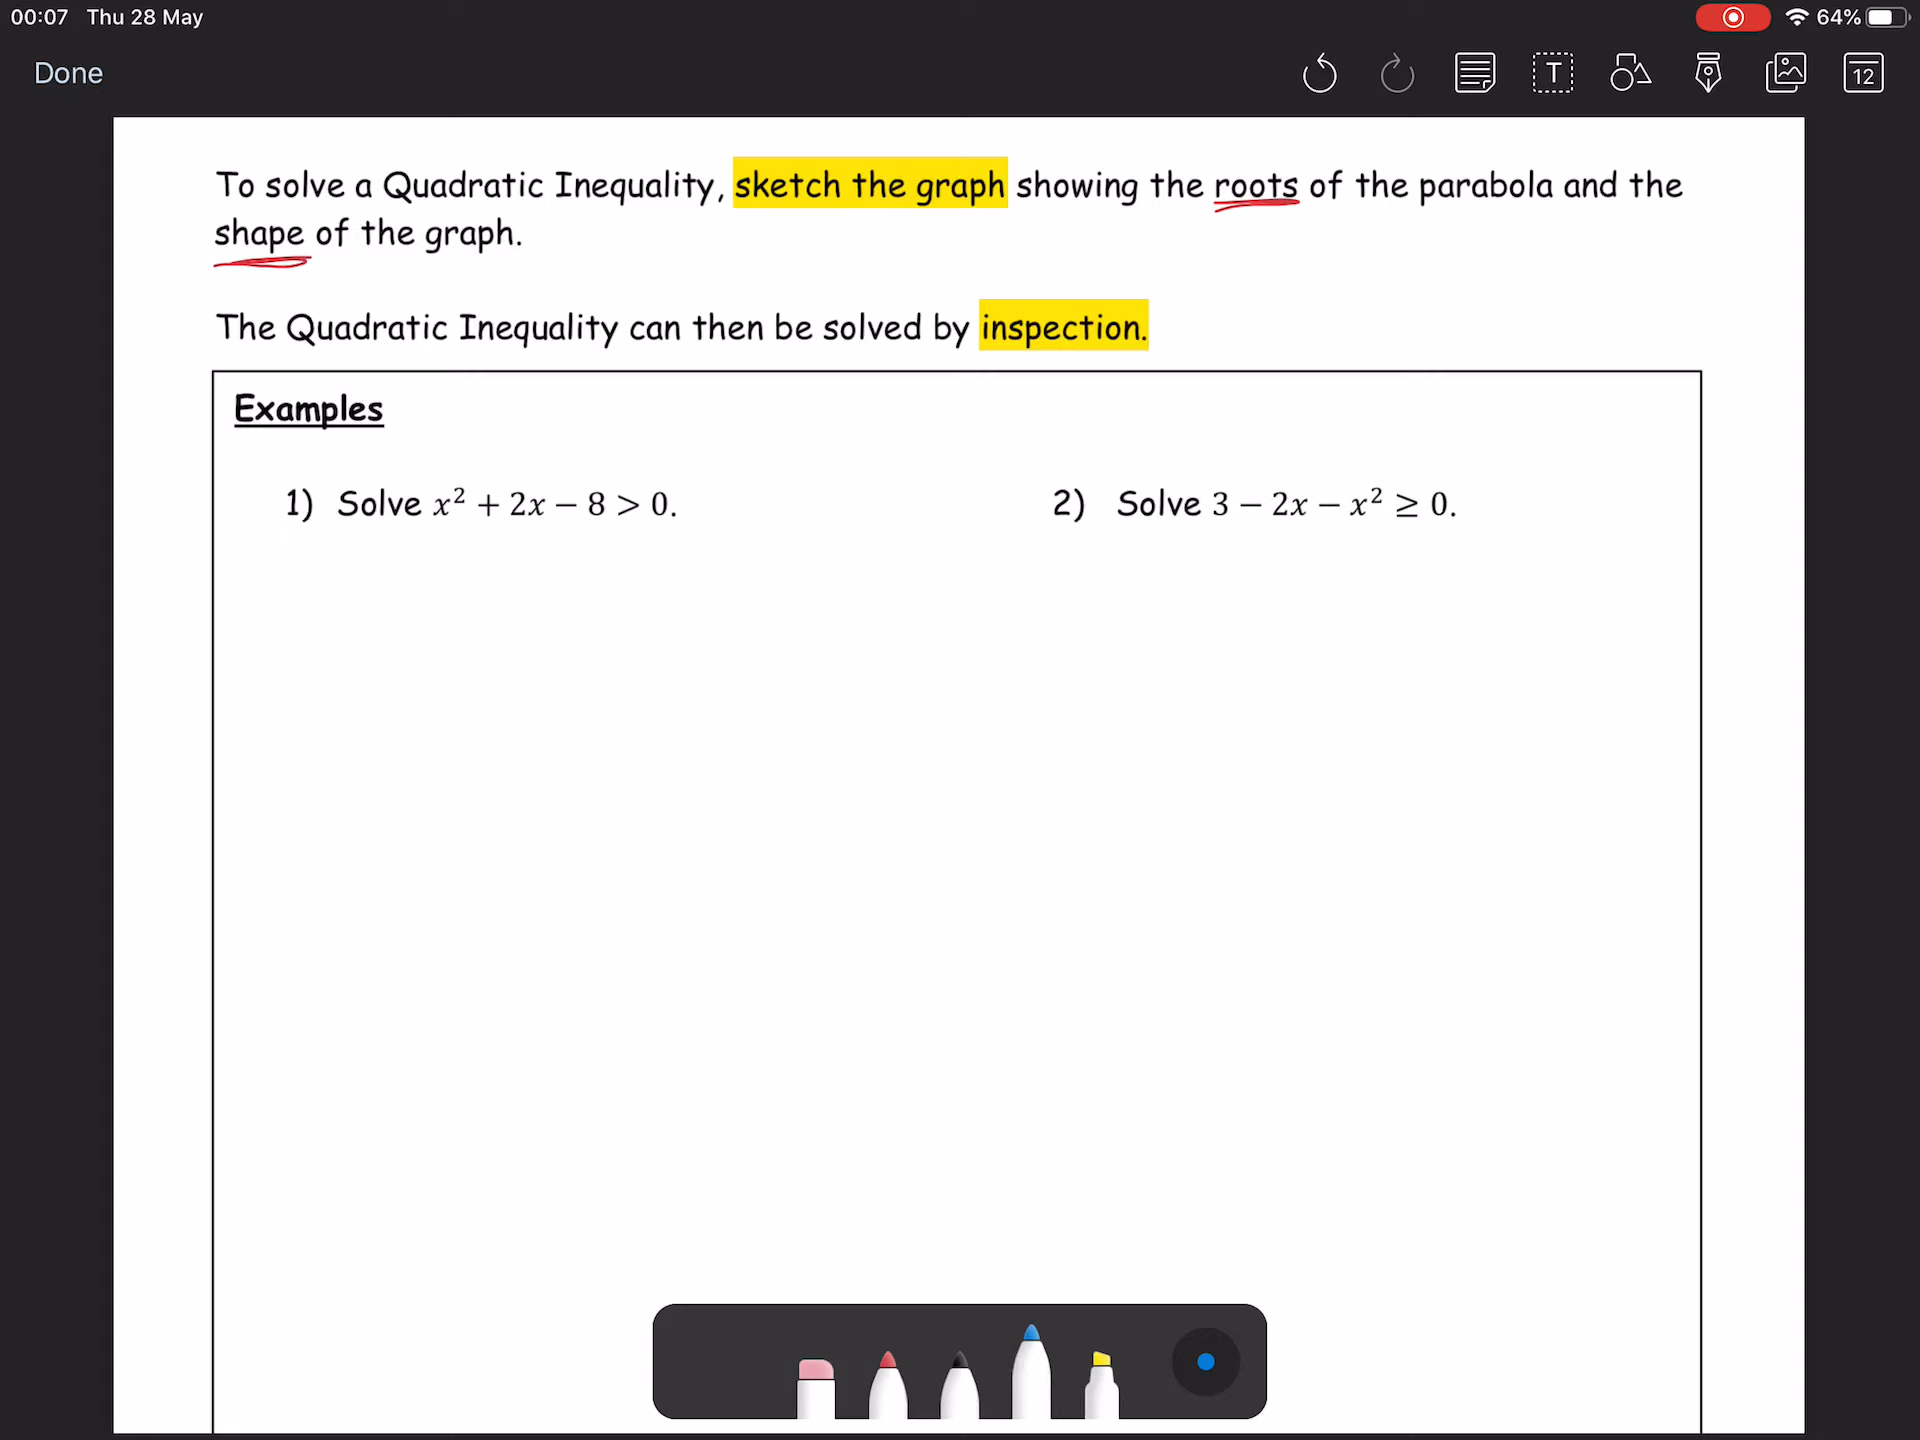 00:07 Thu 28 May
64%
Done
T
12
To solve a Quadratic Inequality, sketch the graph showing the roots of the parabola and the
shape of the graph.
The Quadratic Inequality can then be solved by inspection.
Examples
1) Solve x² + 2x − 8 > 0.
2) Solve 3 − 2x − x² ≥ 0.